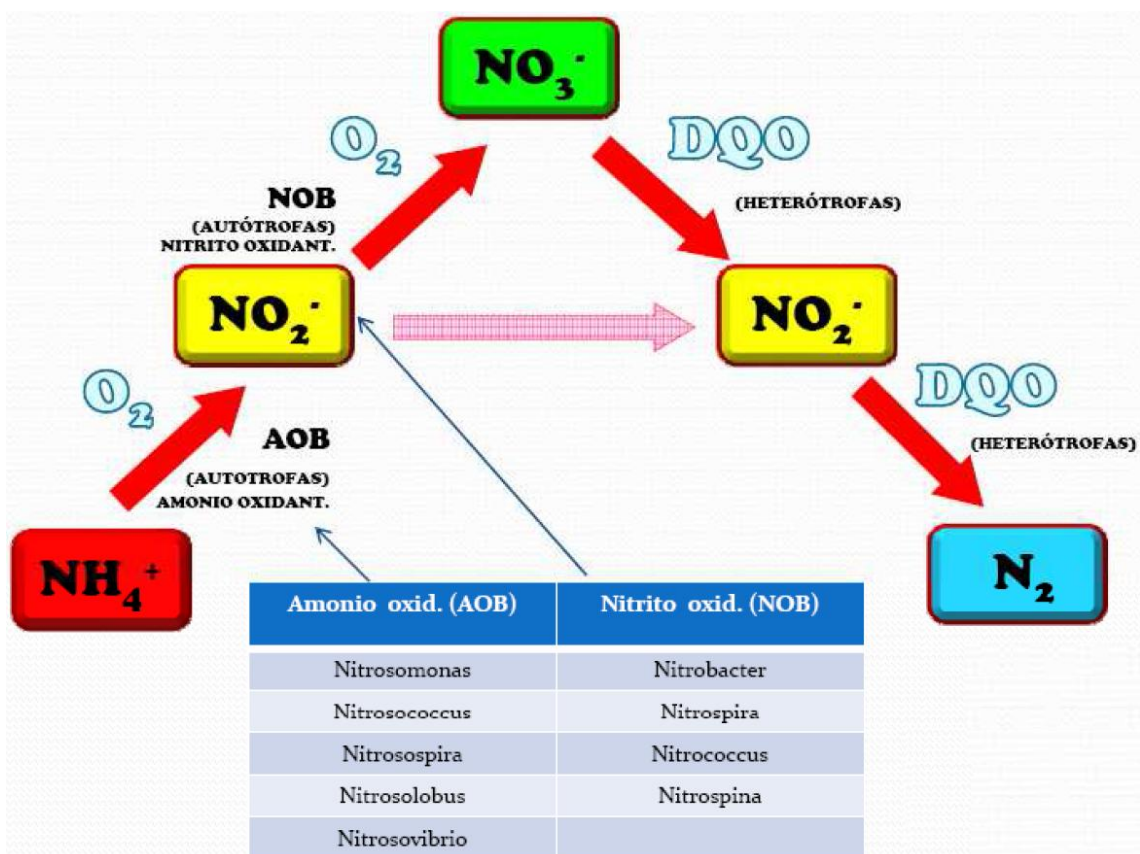 NO₃⁻
O₂
DQO
NOB
(AUTÓTROFAS)
NITRITO OXIDANT.
(HETERÓTROFAS)
NO₂⁻
NO₂⁻
O₂
DQO
AOB
(AUTOTROFAS)
AMONIO OXIDANT.
(HETERÓTROFAS)
NH₄⁺
N₂
Amonio oxid. (AOB) Nitrito oxid. (NOB)
Nitrosomonas Nitrobacter
Nitrosococcus Nitrospira
Nitrosospira Nitrococcus
Nitrosolobus Nitrospina
Nitrosovibrio